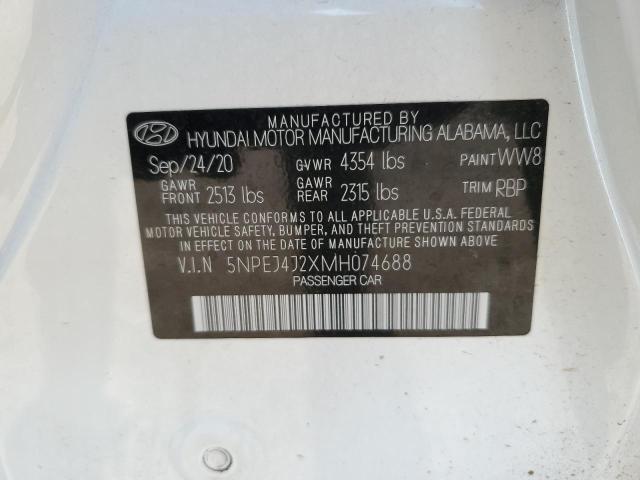 MANUFACTURED BY
HYUNDAI MOTOR MANUFACTURING ALABAMA, LLC
Sep/24/20 GVWR 4354 lbs PAINT WW8
GAWR FRONT 2513 lbs GAWR REAR 2315 lbs TRIM RBP
THIS VEHICLE CONFORMS TO ALL APPLICABLE U.S.A. FEDERAL
MOTOR VEHICLE SAFETY, BUMPER, AND THEFT PREVENTION STANDARDS
IN EFFECT ON THE DATE OF MANUFACTURE SHOWN ABOVE
V.I.N 5NPEJ4J2XMH074688
PASSENGER CAR